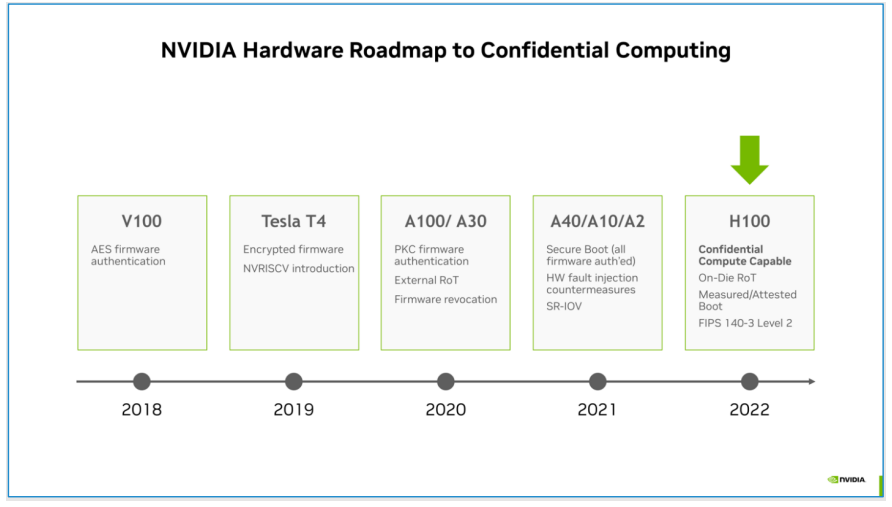 NVIDIA Hardware Roadmap to Confidential Computing
V100
AES firmware
authentication
Tesla T4
Encrypted firmware
NVRISCV introduction
A100/ A30
PKC firmware
authentication
External RoT
Firmware revocation
A40/A10/A2
Secure Boot (all
firmware auth'ed)
HW fault injection
countermeasures
SR-IOV
H100
Confidential
Compute Capable
On-Die RoT
Measured/Attested
Boot
FIPS 140-3 Level 2
2018
2019
2020
2021
2022
NVIDIA